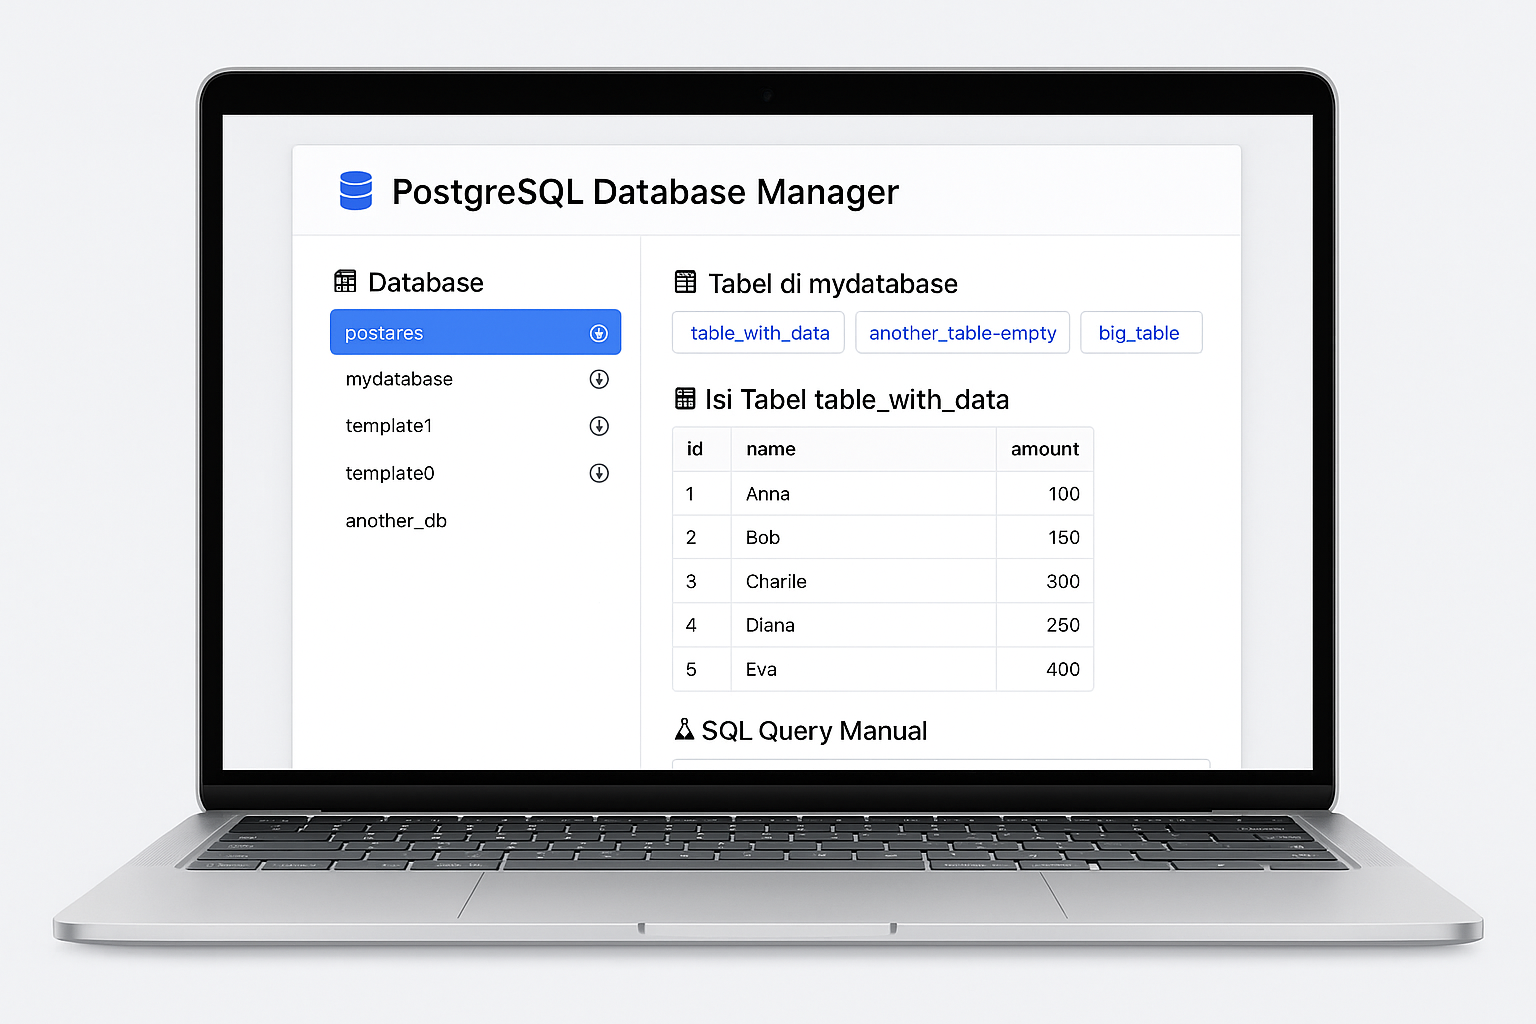 PostgreSQL Database Manager
Database
postares
mydatabase
template1
template0
another_db
Tabel di mydatabase
table_with_data another_table-empty big_table
Isi Tabel table_with_data
id name amount
1 Anna 100
2 Bob 150
3 Charile 300
4 Diana 250
5 Eva 400
SQL Query Manual